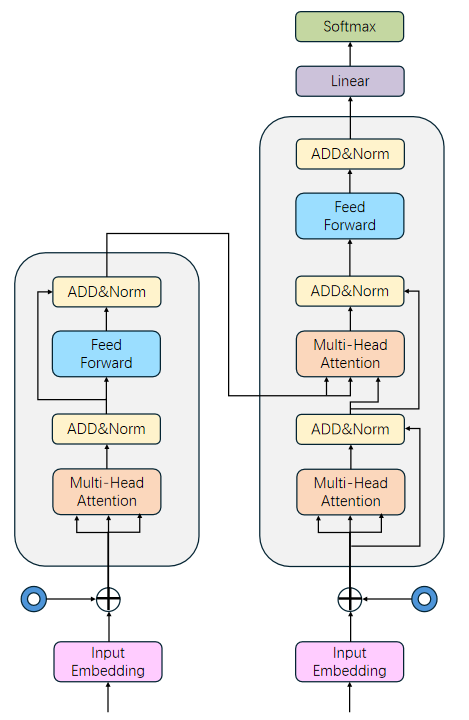 Softmax
Linear
ADD&Norm
Feed
Forward
ADD&Norm
Multi-Head
Attention
ADD&Norm
Multi-Head
Attention
Input
Embedding
ADD&Norm
Feed
Forward
ADD&Norm
Multi-Head
Attention
Input
Embedding